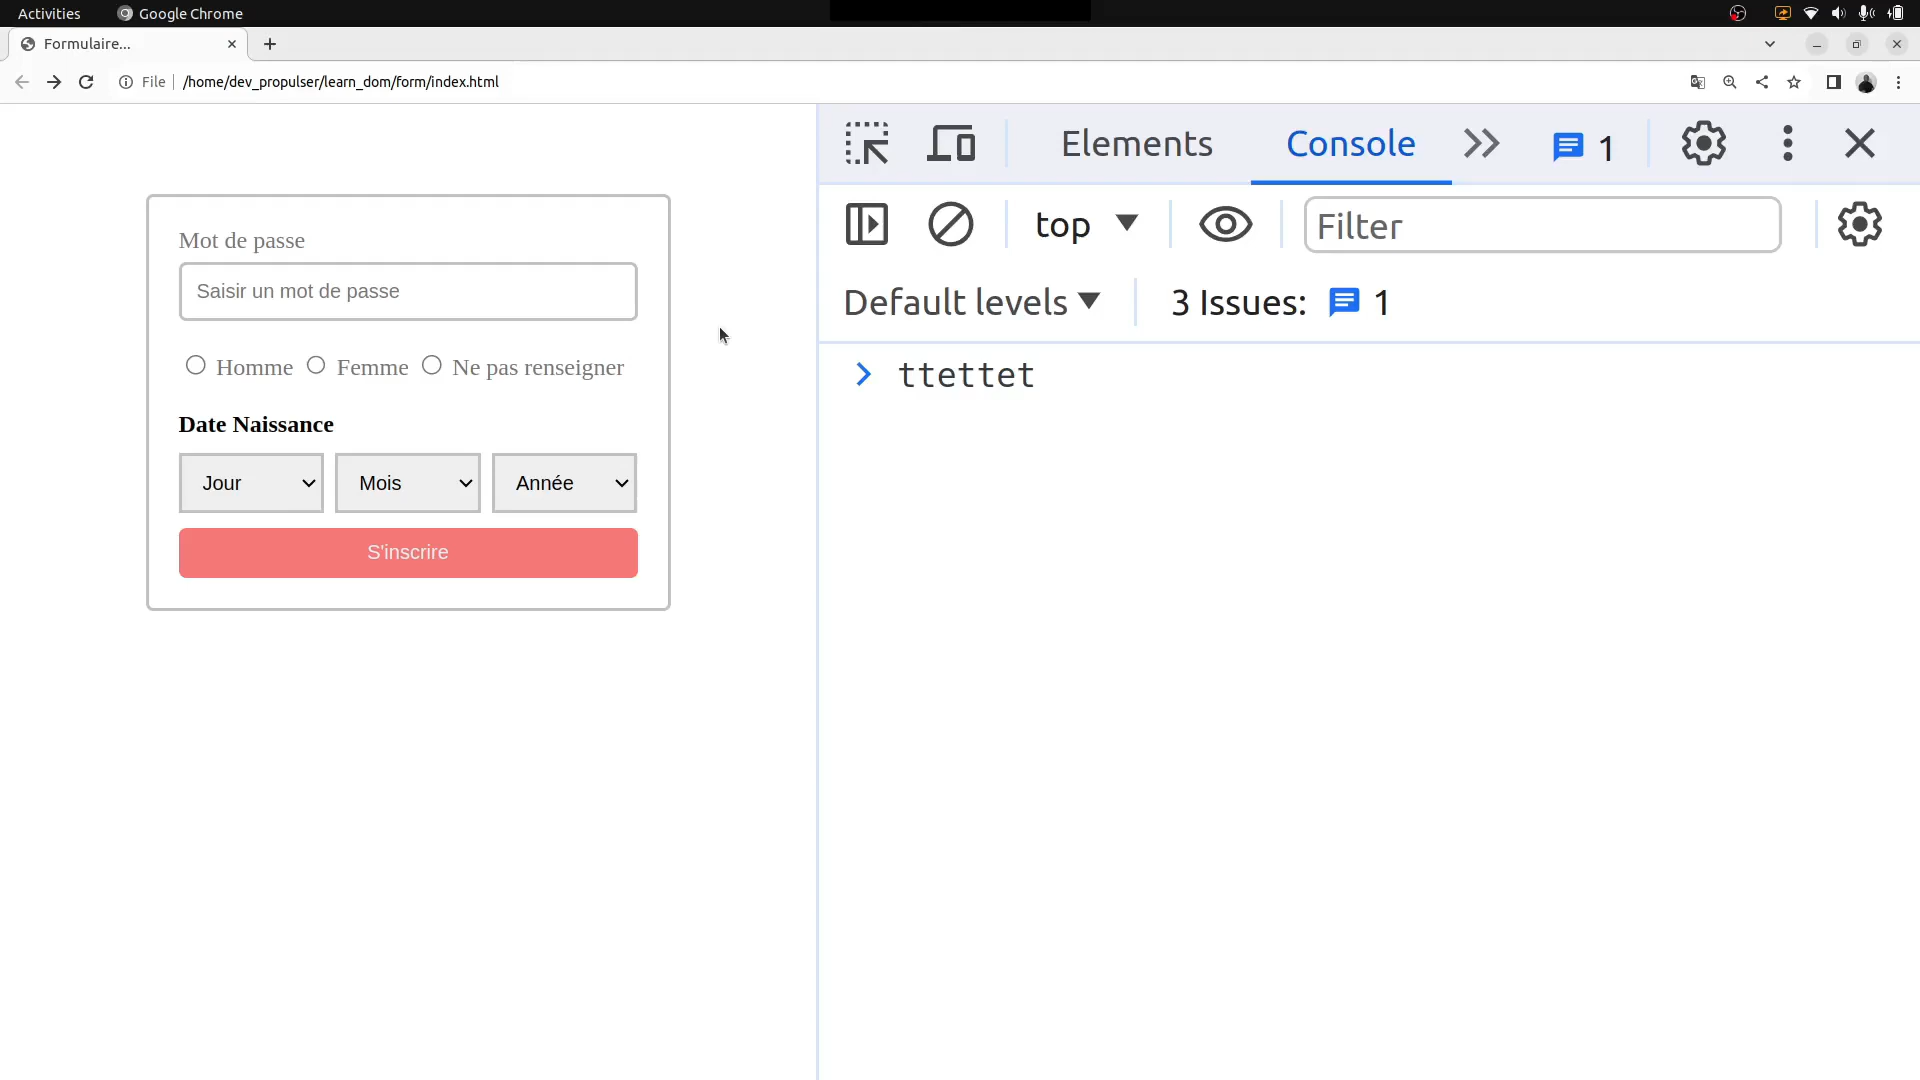 Activities Google Chrome
Formulaire...
File /home/dev_propulser/learn_dom/form/index.html
Elements Console 1
top Filter
Default levels 3 Issues: 1
ttettet
Mot de passe
Saisir un mot de passe
Homme Femme Ne pas renseigner
Date Naissance
Jour Mois Année
S'inscrire